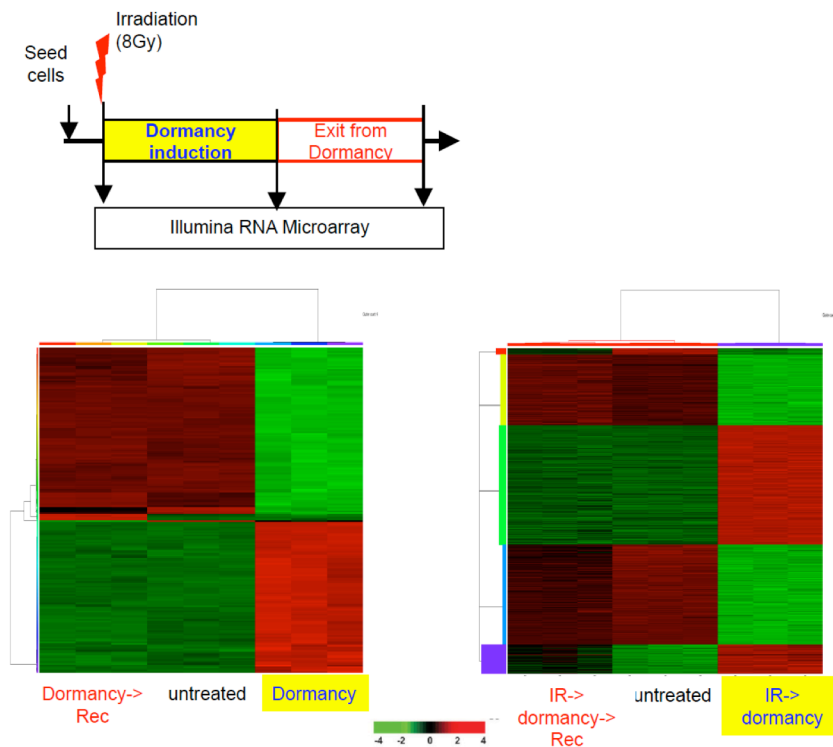 Irradiation
(8Gy)
Seed
cells
Dormancy
induction
Exit from
Dormancy
Illumina RNA Microarray
Dormancy->
Rec
untreated
Dormancy
IR->
dormancy->
Rec
untreated
IR->
dormancy
-4 -2 0 2 4